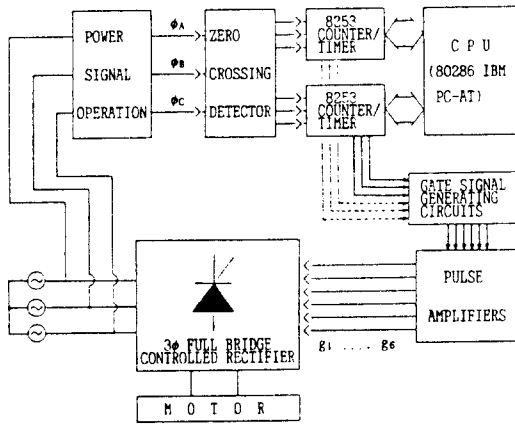 POWER
SIGNAL
OPERATION
ϕA
ϕB
ϕC
ZERO
CROSSING
DETECTOR
8253
COUNTER/
TIMER
8253
COUNTER/
TIMER
C P U
(80286 IBM
PC-AT)
GATE SIGNAL
GENERATING
CIRCUITS
PULSE
AMPLIFIERS
g1 .... g6
3ϕ FULL BRIDGE
CONTROLLED RECTIFIER
M O T O R